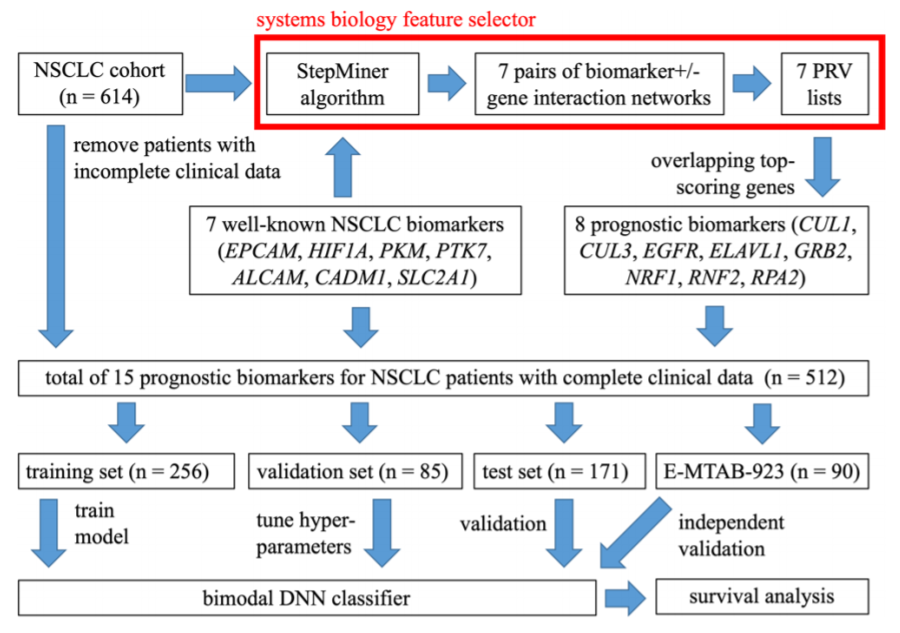 systems biology feature selector
NSCLC cohort
(n = 614)
StepMiner
algorithm
7 pairs of biomarker+/-
gene interaction networks
7 PRV
lists
remove patients with
incomplete clinical data
overlapping top-
scoring genes
7 well-known NSCLC biomarkers
(EPCAM, HIF1A, PKM, PTK7,
ALCAM, CADM1, SLC2A1)
8 prognostic biomarkers (CUL1,
CUL3, EGFR, ELAVL1, GRB2,
NRF1, RNF2, RPA2)
total of 15 prognostic biomarkers for NSCLC patients with complete clinical data (n = 512)
training set (n = 256)
validation set (n = 85)
test set (n = 171)
E-MTAB-923 (n = 90)
train
model
tune hyper-
parameters
validation
independent
validation
bimodal DNN classifier
survival analysis